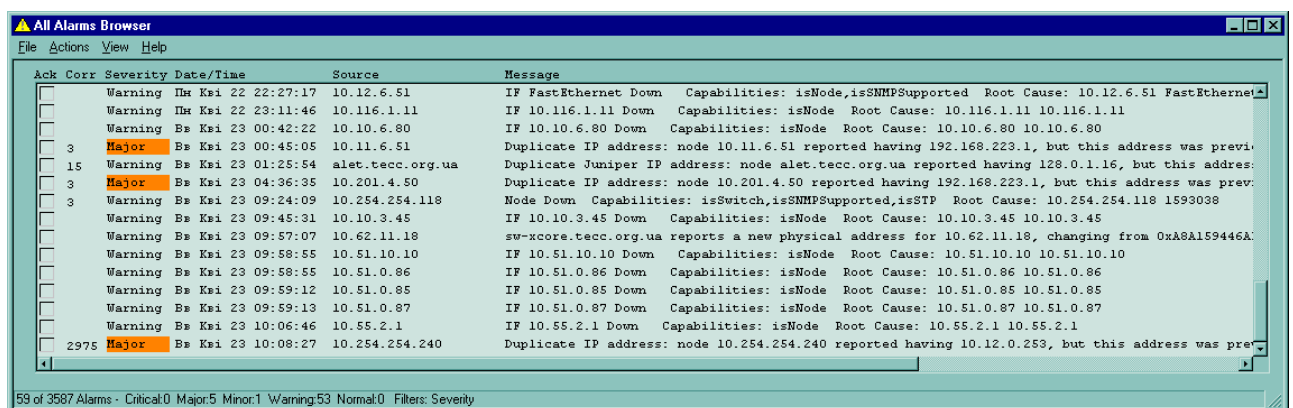 All Alarms Browser
File Actions View Help
Ack Corr Severity Date/Time Source Message
Warning Пн Кві 22 22:27:17 10.12.6.51 IF FastEthernet Down Capabilities: isNode,isSNMPSupported Root Cause: 10.12.6.51 FastEthernet
Warning Пн Кві 22 23:11:46 10.116.1.11 IF 10.116.1.11 Down Capabilities: isNode Root Cause: 10.116.1.11 10.116.1.11
Warning Вв Кві 23 00:42:22 10.10.6.80 IF 10.10.6.80 Down Capabilities: isNode Root Cause: 10.10.6.80 10.10.6.80
3 Major Вв Кві 23 00:45:05 10.11.6.51 Duplicate IP address: node 10.11.6.51 reported having 192.168.223.1, but this address was previ
15 Warning Вв Кві 23 01:25:54 alet.tecc.org.ua Duplicate Juniper IP address: node alet.tecc.org.ua reported having 128.0.1.16, but this addres
3 Major Вв Кві 23 04:36:35 10.201.4.50 Duplicate IP address: node 10.201.4.50 reported having 192.168.223.1, but this address was prev
3 Warning Вв Кві 23 09:24:09 10.254.254.118 Node Down Capabilities: isSwitch,isSNMPSupported,isSTP Root Cause: 10.254.254.118 1593038
Warning Вв Кві 23 09:45:31 10.10.3.45 IF 10.10.3.45 Down Capabilities: isNode Root Cause: 10.10.3.45 10.10.3.45
Warning Вв Кві 23 09:57:07 10.62.11.18 sw-xcore.tecc.org.ua reports a new physical address for 10.62.11.18, changing from 0xA8A159446A
Warning Вв Кві 23 09:58:55 10.51.10.10 IF 10.51.10.10 Down Capabilities: isNode Root Cause: 10.51.10.10 10.51.10.10
Warning Вв Кві 23 09:58:55 10.51.0.86 IF 10.51.0.86 Down Capabilities: isNode Root Cause: 10.51.0.86 10.51.0.86
Warning Вв Кві 23 09:59:12 10.51.0.85 IF 10.51.0.85 Down Capabilities: isNode Root Cause: 10.51.0.85 10.51.0.85
Warning Вв Кві 23 09:59:13 10.51.0.87 IF 10.51.0.87 Down Capabilities: isNode Root Cause: 10.51.0.87 10.51.0.87
Warning Вв Кві 23 10:06:46 10.55.2.1 IF 10.55.2.1 Down Capabilities: isNode Root Cause: 10.55.2.1 10.55.2.1
2975 Major Вв Кві 23 10:08:27 10.254.254.240 Duplicate IP address: node 10.254.254.240 reported having 10.12.0.253, but this address was pre
59 of 3587 Alarms - Critical:0 Major:5 Minor:1 Warning:53 Normal:0 Filters: Severity